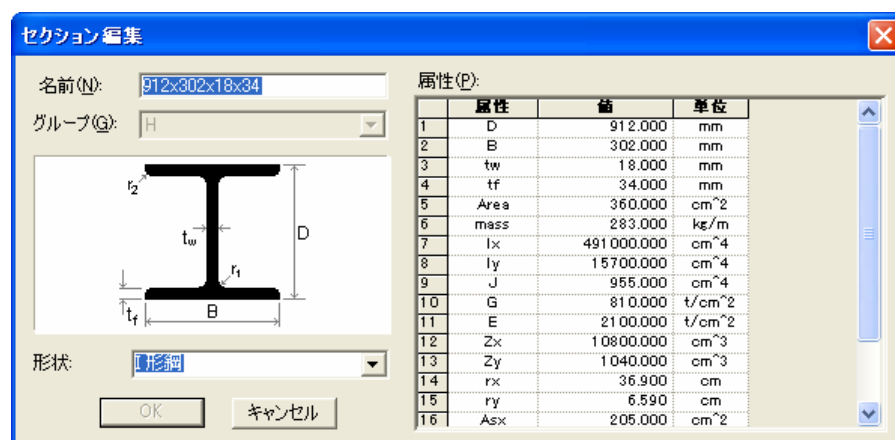 セクション編集
名前(N): 912x302x18x34
グループ(G): H
r2
tw
D
r1
tf
B
形状: I 形鋼
OK キャンセル
属性(P):
属性 値 単位
1 D 912.000 mm
2 B 302.000 mm
3 tw 18.000 mm
4 tf 34.000 mm
5 Area 360.000 cm^2
6 mass 283.000 kg/m
7 Ix 491000.000 cm^4
8 Iy 15700.000 cm^4
9 J 955.000 cm^4
10 G 810.000 t/cm^2
11 E 2100.000 t/cm^2
12 Zx 10800.000 cm^3
13 Zy 1040.000 cm^3
14 rx 36.900 cm
15 ry 6.590 cm
16 Asx 205.000 cm^2